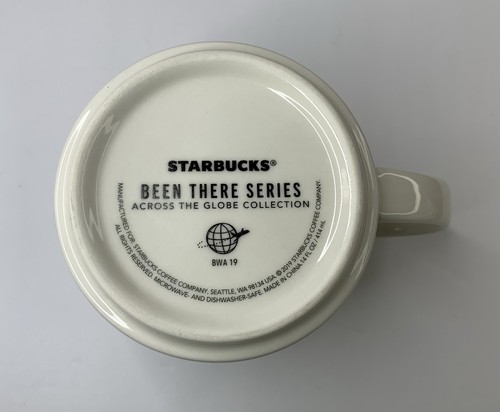 STARBUCKS®
BEEN THERE SERIES
ACROSS THE GLOBE COLLECTION
BWA 19
MANUFACTURED FOR: STARBUCKS COFFEE COMPANY, SEATTLE, WA 98134 USA. © 2019 STARBUCKS COFFEE COMPANY.
ALL RIGHTS RESERVED. MICROWAVE- AND DISHWASHER-SAFE. MADE IN CHINA. 14 FL OZ / 414 mL